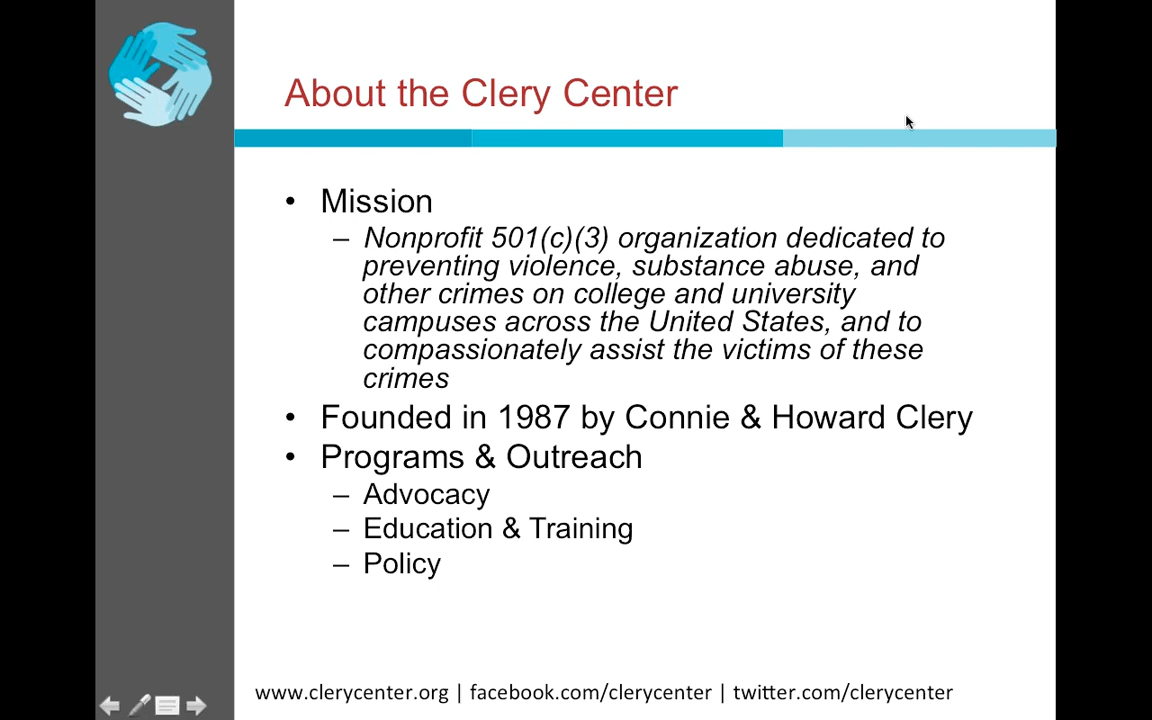 About the Clery Center
• Mission
– Nonprofit 501(c)(3) organization dedicated to
preventing violence, substance abuse, and
other crimes on college and university
campuses across the United States, and to
compassionately assist the victims of these
crimes
• Founded in 1987 by Connie & Howard Clery
• Programs & Outreach
– Advocacy
– Education & Training
– Policy
www.clerycenter.org | facebook.com/clerycenter | twitter.com/clerycenter